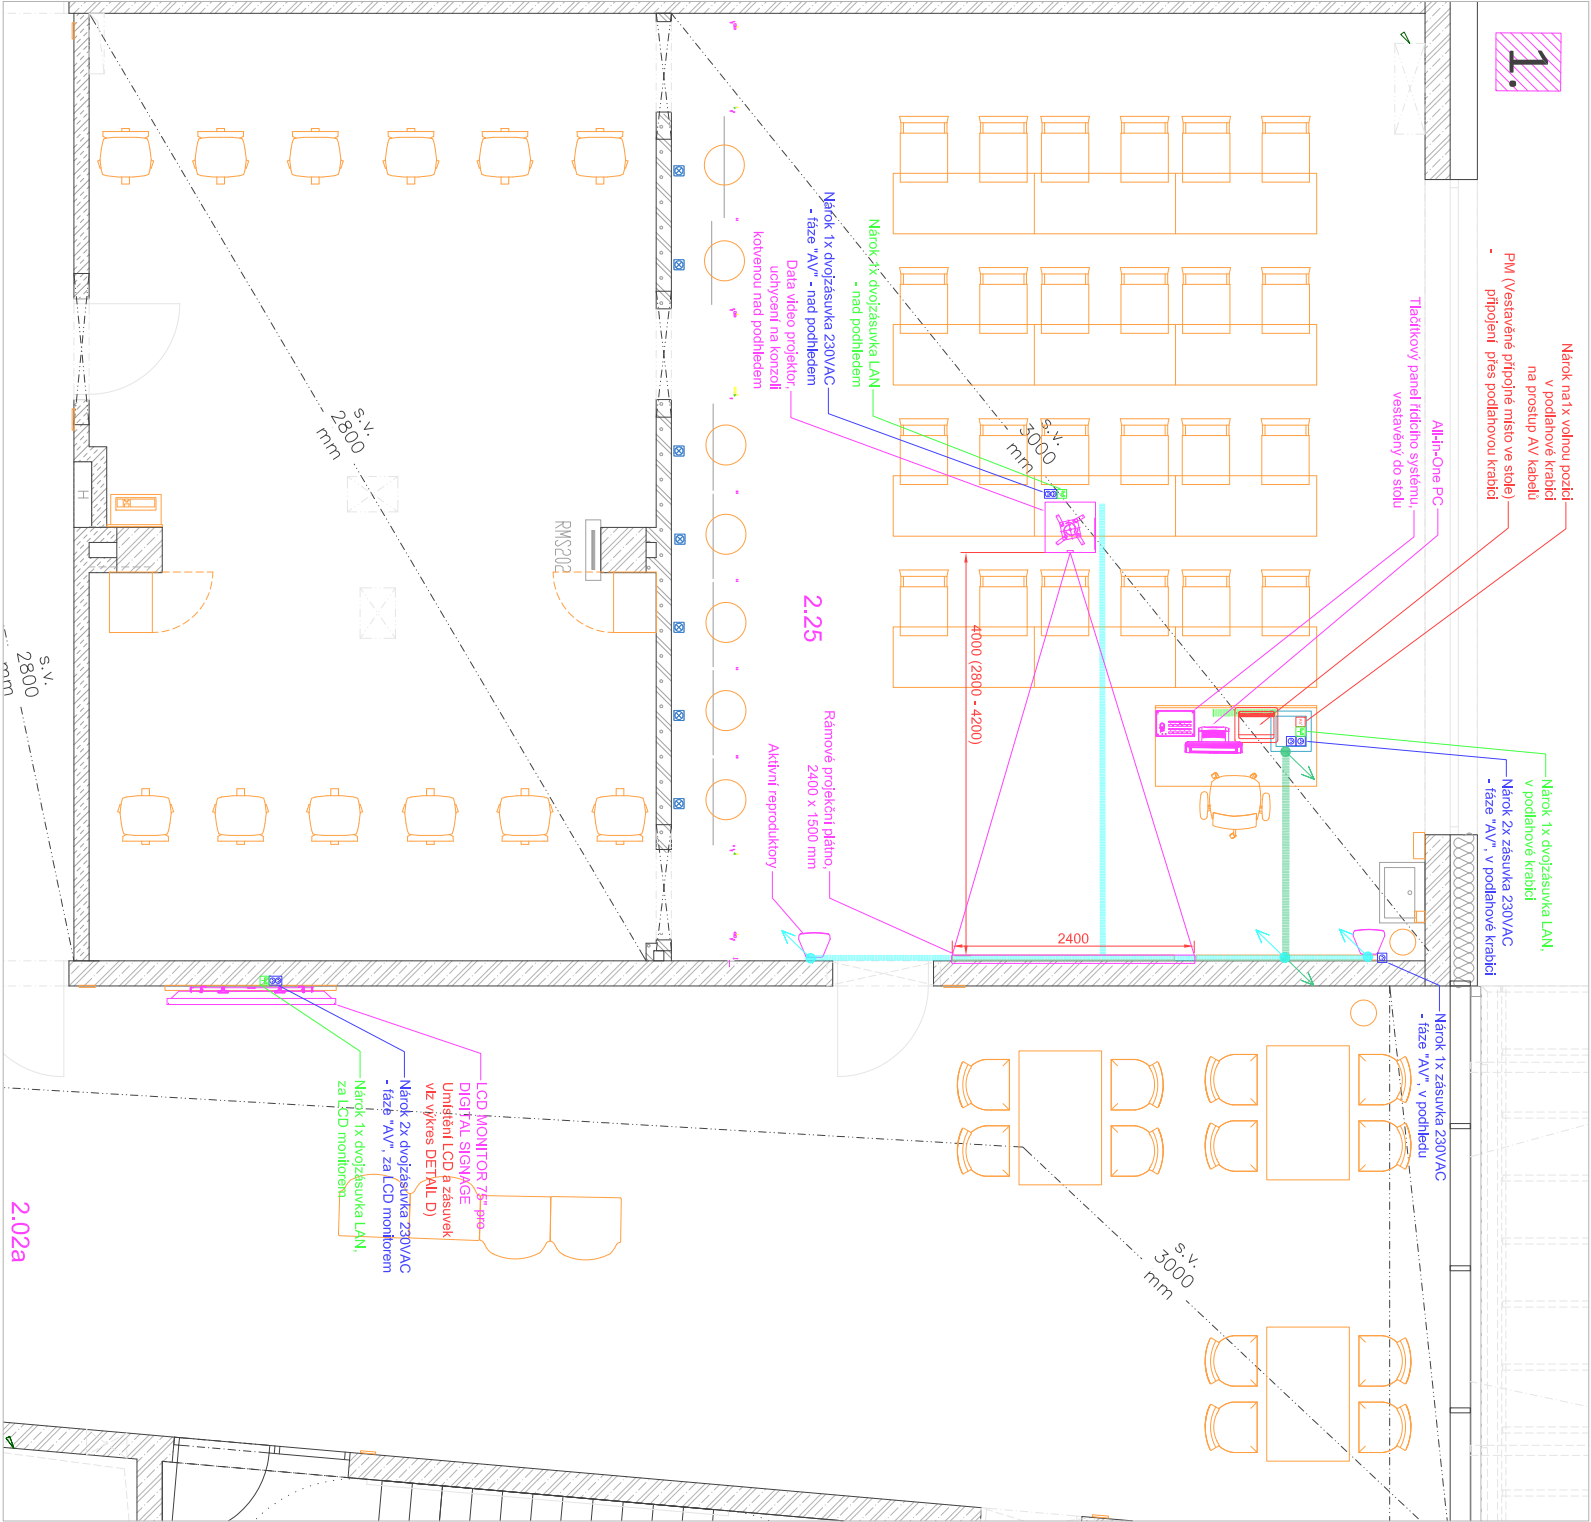 1.
Nárok na 1x volnou pozici
v podlahové krabici
na prostup AV kabelů
PM (Vestavěné přípojné místo ve stole)
- připojení přes podlahovou krabici
All-in-One PC
Tlačítkový panel řídicího systému,
vestavěný do stolu
Nárok 1x dvojzásuvka LAN
- nad podhledem
Nárok 1x dvojzásuvka 230VAC
- fáze "AV" - nad podhledem
Data video projektor,
uchycení na konzoli
kotvenou nad podhledem
s.v.
3000
mm
s.v.
2800
mm
H
RMS202
2.25
4000 (2800 - 4200)
2400
Rámové projekční plátno,
2400 x 1500 mm
Aktivní reproduktory
Nárok 1x dvojzásuvka LAN,
v podlahové krabici
Nárok 2x zásuvka 230VAC
- fáze "AV", v podlahové krabici
s.v.
2800
mm
Nárok 1x zásuvka 230VAC
- fáze "AV", v podhledu
LCD MONITOR 75" pro
DIGITAL SIGNAGE
Umístění LCD a zásuvek
viz výkres DETAIL D)
Nárok 2x dvojzásuvka 230VAC
- fáze "AV", za LCD monitorem
Nárok 1x dvojzásuvka LAN,
za LCD monitorem
s.v.
3000
mm
2.02a